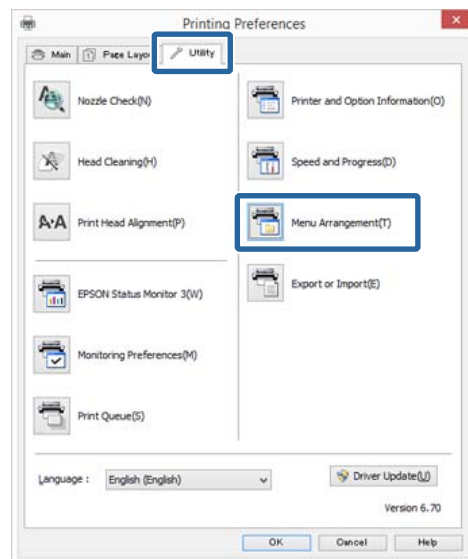 Printing Preferences
Main
Page Layou
Utility
Nozzle Check(N)
Head Cleaning(H)
Print Head Alignment(P)
EPSON Status Monitor 3(W)
Monitoring Preferences(M)
Print Queue(S)
Printer and Option Information(O)
Speed and Progress(D)
Menu Arrangement(T)
Export or Import(E)
Language :
English (English)
Driver Update(U)
Version 6.70
OK
Cancel
Help